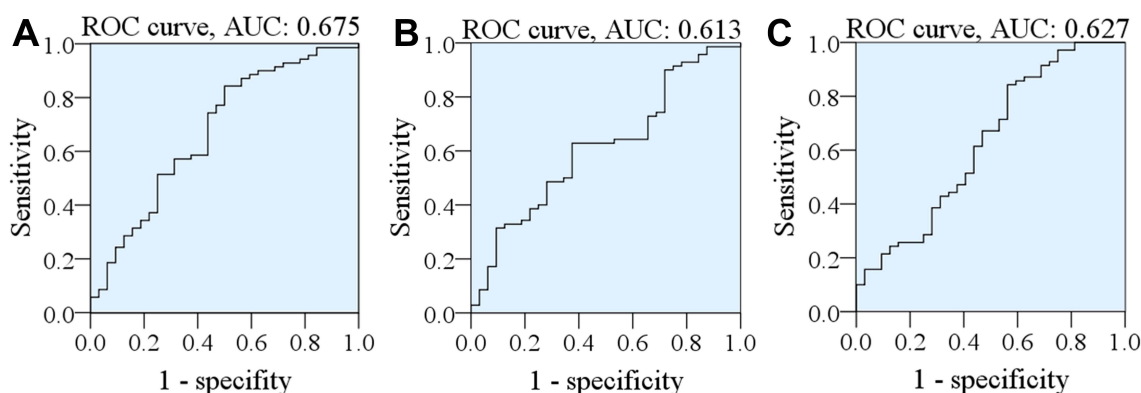 A
ROC curve, AUC: 0.675
Sensitivity
1.0
0.8
0.6
0.4
0.2
0.0
0.0 0.2 0.4 0.6 0.8 1.0
1 - specifity
B
ROC curve, AUC: 0.613
Sensitivity
1.0
0.8
0.6
0.4
0.2
0.0
0.0 0.2 0.4 0.6 0.8 1.0
1 - specificity
C
ROC curve, AUC: 0.627
Sensitivity
1.0
0.8
0.6
0.4
0.2
0.0
0.0 0.2 0.4 0.6 0.8 1.0
1 - specificity